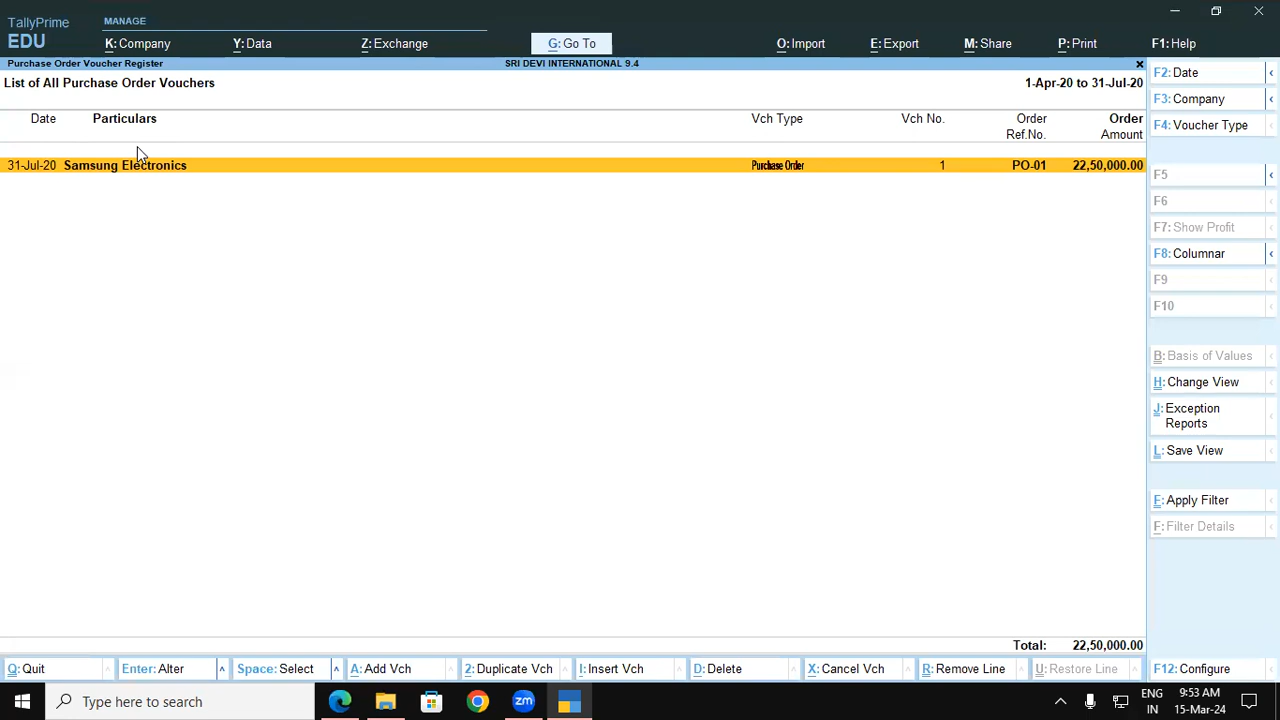 TallyPrime
EDU
MANAGE
K: Company
Y: Data
Z: Exchange
G: Go To
O: Import
E: Export
M: Share
P: Print
F1: Help
Purchase Order Voucher Register
SRI DEVI INTERNATIONAL 9.4
List of All Purchase Order Vouchers
1-Apr-20 to 31-Jul-20
Date Particulars Vch Type Vch No. Order Order
Ref.No. Amount
31-Jul-20 Samsung Electronics Purchase Order 1 PO-01 22,50,000.00
Total: 22,50,000.00
F2: Date
F3: Company
F4: Voucher Type
F5
F6
F7: Show Profit
F8: Columnar
F9
F10
B: Basis of Values
H: Change View
J: Exception
Reports
L: Save View
F: Apply Filter
F: Filter Details
F12: Configure
Q: Quit
Enter: Alter
Space: Select
A: Add Vch
2: Duplicate Vch
I: Insert Vch
D: Delete
X: Cancel Vch
R: Remove Line
U: Restore Line
Type here to search
zm
ENG
IN
9:53 AM
15-Mar-24